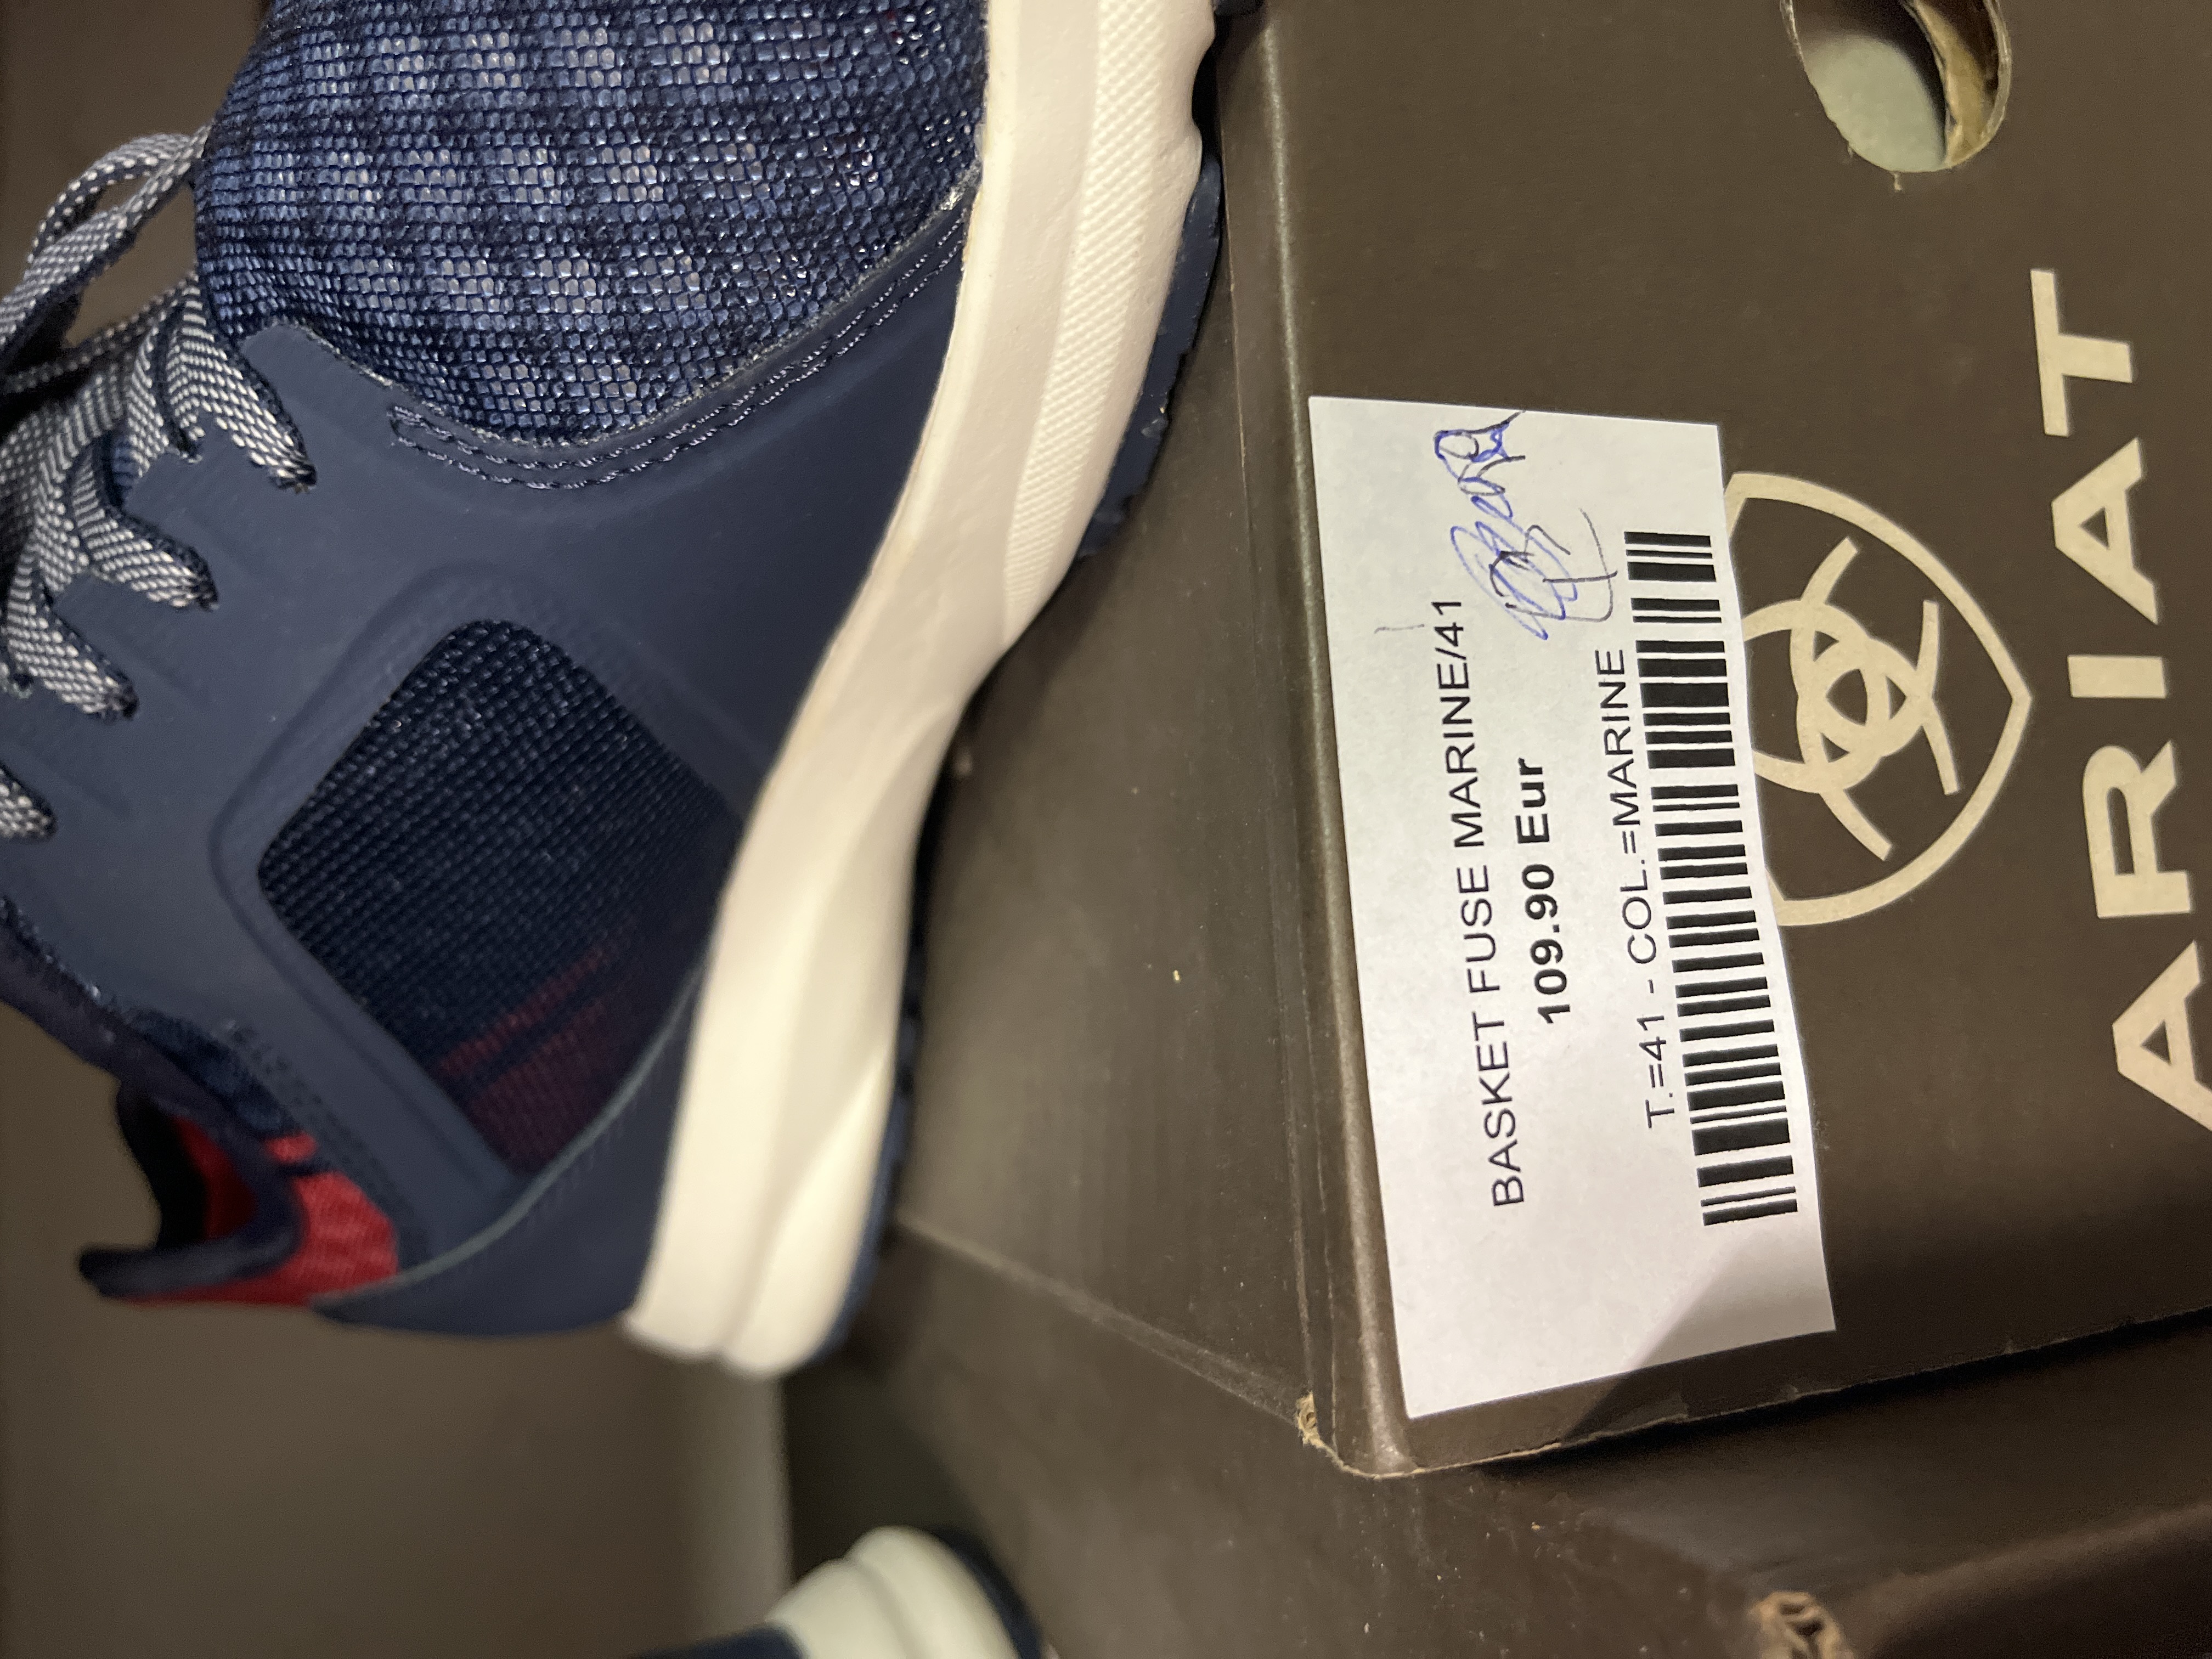 BASKET FUSE MARINE/41
109.90 Eur
T.=41 - COL.=MARINE
ARIAT